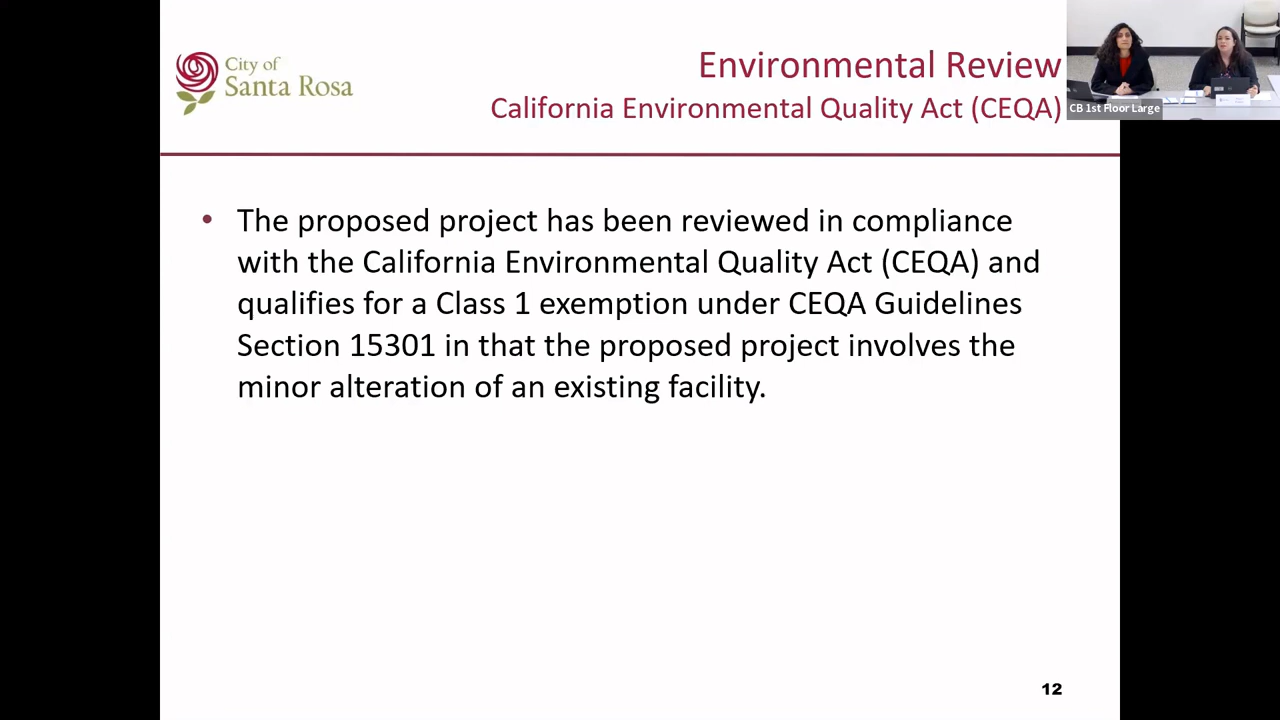 City of
Santa Rosa
Environmental Review
California Environmental Quality Act (CEQA)
CB 1st Floor Large
• The proposed project has been reviewed in compliance
with the California Environmental Quality Act (CEQA) and
qualifies for a Class 1 exemption under CEQA Guidelines
Section 15301 in that the proposed project involves the
minor alteration of an existing facility.
12